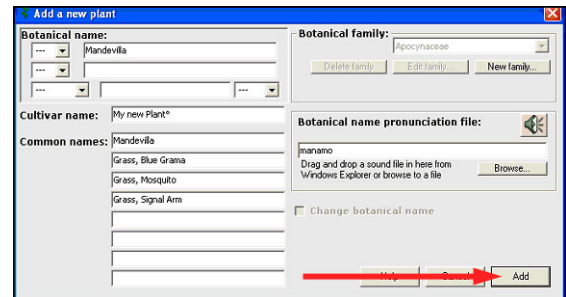 Add a new plant
Botanical name:
--- Mandevilla
---
--- ---
Cultivar name: My new Plant°
Common names: Mandevilla
Grass, Blue Grama
Grass, Mosquito
Grass, Signal Arm
Botanical family:
Apocynaceae
Delete family Edit family... New family...
Botanical name pronunciation file:
manamo
Drag and drop a sound file in here from
Windows Explorer or browse to a file
Browse...
Change botanical name
Help Cancel Add